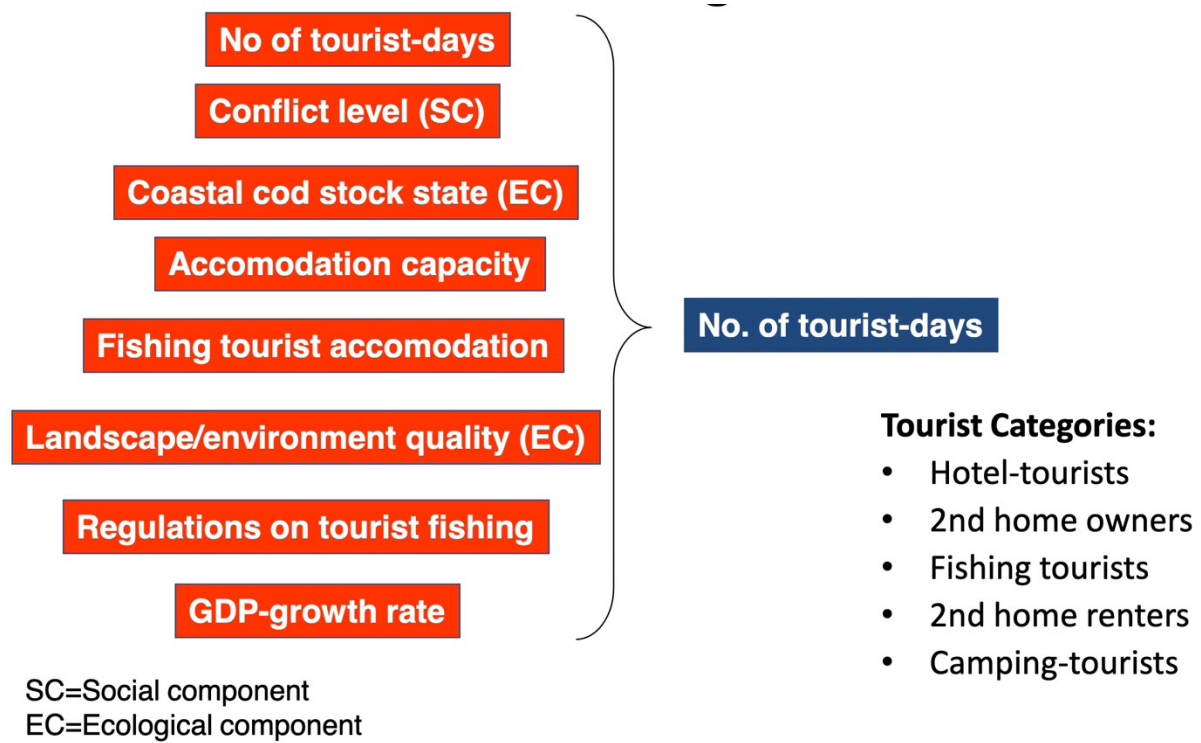 No of tourist-days
Conflict level (SC)
Coastal cod stock state (EC)
Accomodation capacity
Fishing tourist accomodation
Landscape/environment quality (EC)
Regulations on tourist fishing
GDP-growth rate
SC=Social component
EC=Ecological component
No. of tourist-days
Tourist Categories:
• Hotel-tourists
• 2nd home owners
• Fishing tourists
• 2nd home renters
• Camping-tourists